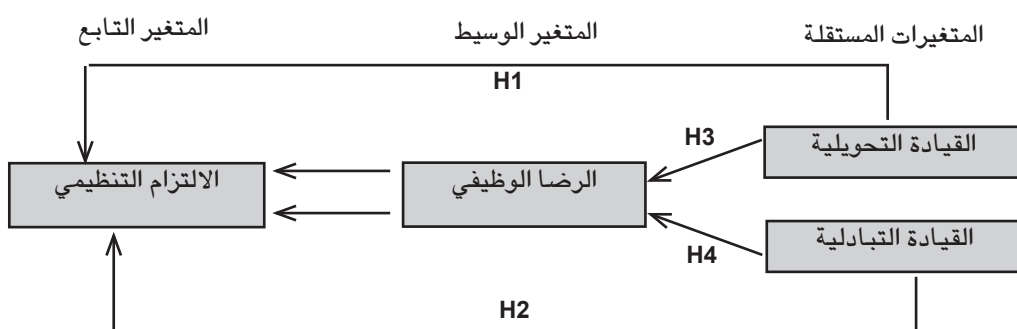 المتغيرات المستقلة
المتغير الوسيط
المتغير التابع
H1
القيادة التحويلية
H3
الرضا الوظيفي
الالتزام التنظيمي
القيادة التبادلية
H4
H2